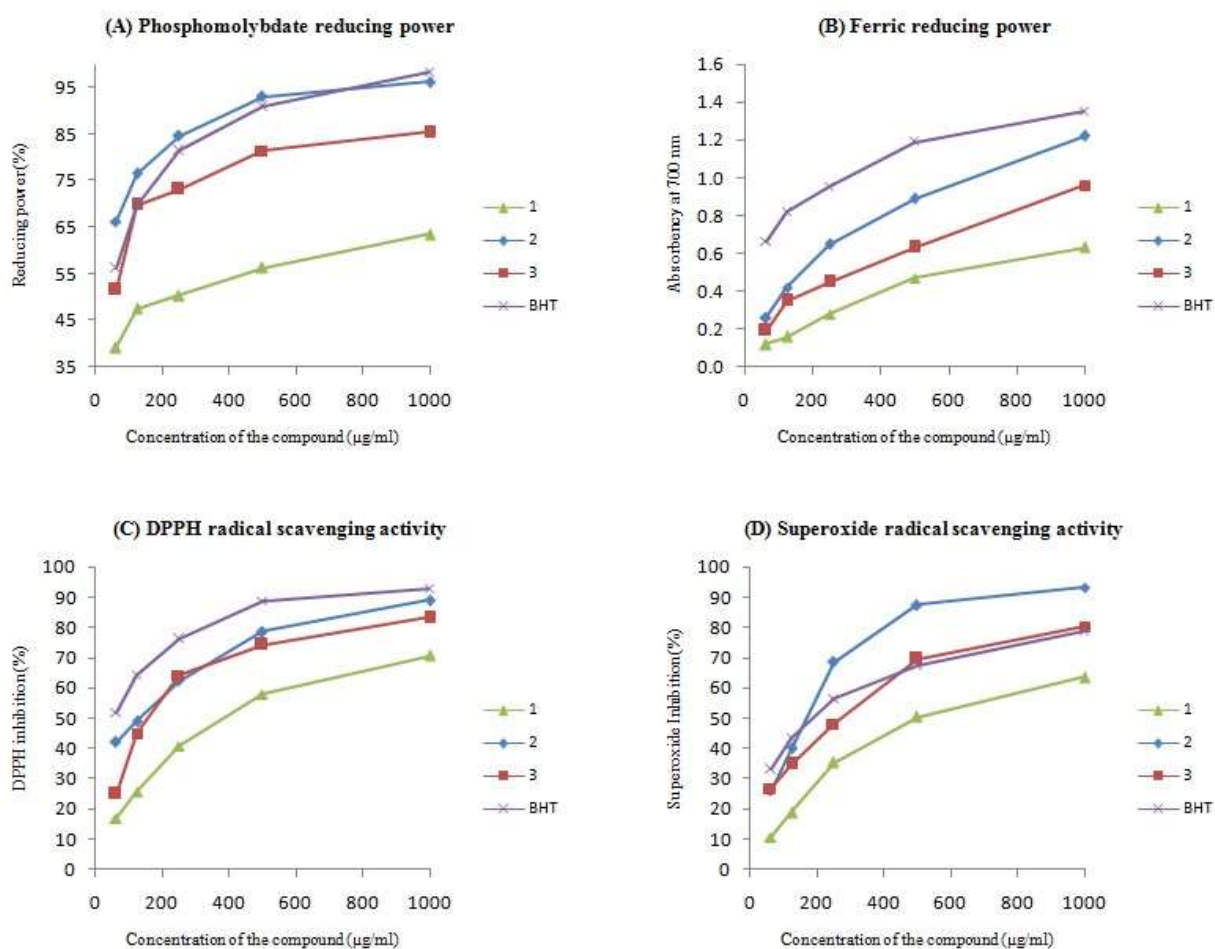 (A) Phosphomolybdate reducing power
Reducing power(%)
95
85
75
65
55
45
35
0 200 400 600 800 1000
Concentration of the compound (µg/ml)
1
2
3
BHT
(B) Ferric reducing power
Absorbency at 700 nm
1.6
1.4
1.2
1.0
0.8
0.6
0.4
0.2
0.0
0 200 400 600 800 1000
Concentration of the compound (µg/ml)
1
2
3
BHT
(C) DPPH radical scavenging activity
DPPH inhibition(%)
100
90
80
70
60
50
40
30
20
10
0
0 200 400 600 800 1000
Concentration of the compound (µg/ml)
1
2
3
BHT
(D) Superoxide radical scavenging activity
Superoxide Inhibition(%)
100
90
80
70
60
50
40
30
20
10
0
0 200 400 600 800 1000
Concentration of the compound (µg/ml)
1
2
3
BHT